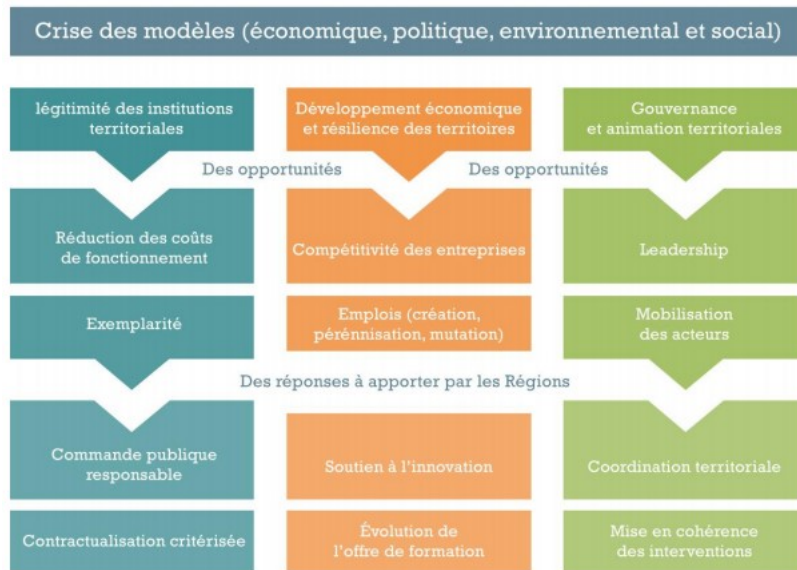 Crise des modèles (économique, politique, environnemental et social)
légitimité des institutions
territoriales
Développement économique
et résilience des territoires
Gouvernance
et animation territoriales
Des opportunités
Des opportunités
Réduction des coûts
de fonctionnement
Compétitivité des entreprises
Leadership
Exemplarité
Emplois (création,
pérénnisation, mutation)
Mobilisation
des acteurs
Des réponses à apporter par les Régions
Commande publique
responsable
Soutien à l'innovation
Coordination territoriale
Contractualisation critérisée
Évolution de
l'offre de formation
Mise en cohérence
des interventions